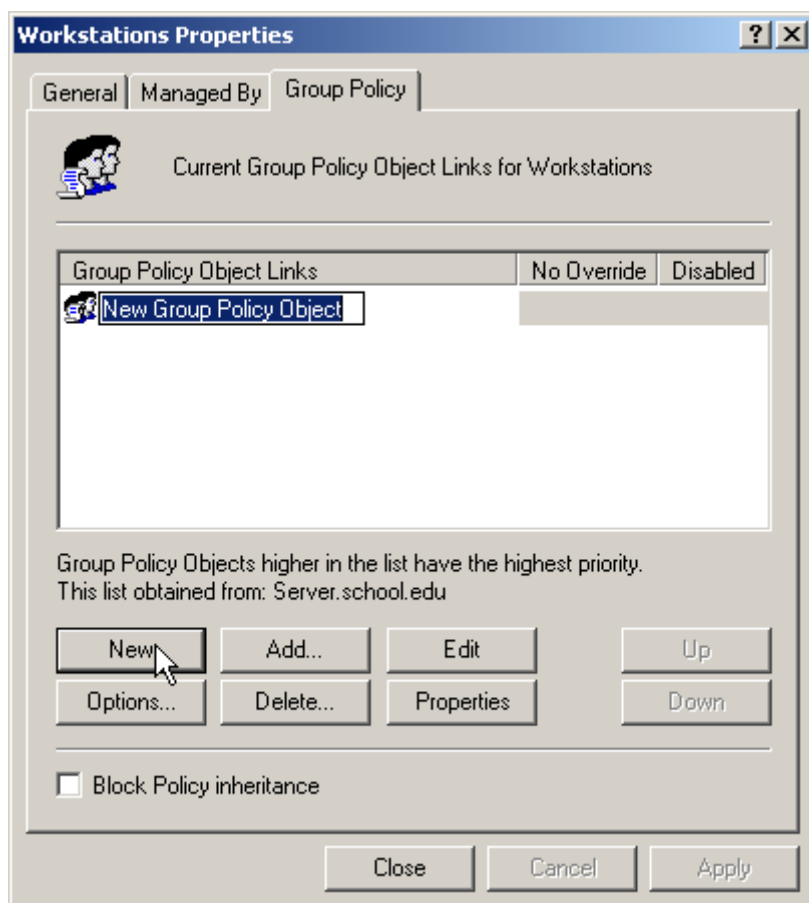 Workstations Properties
General Managed By Group Policy
Current Group Policy Object Links for Workstations
Group Policy Object Links No Override Disabled
New Group Policy Object
Group Policy Objects higher in the list have the highest priority.
This list obtained from: Server.school.edu
New Add... Edit Up
Options... Delete... Properties Down
Block Policy inheritance
Close Cancel Apply